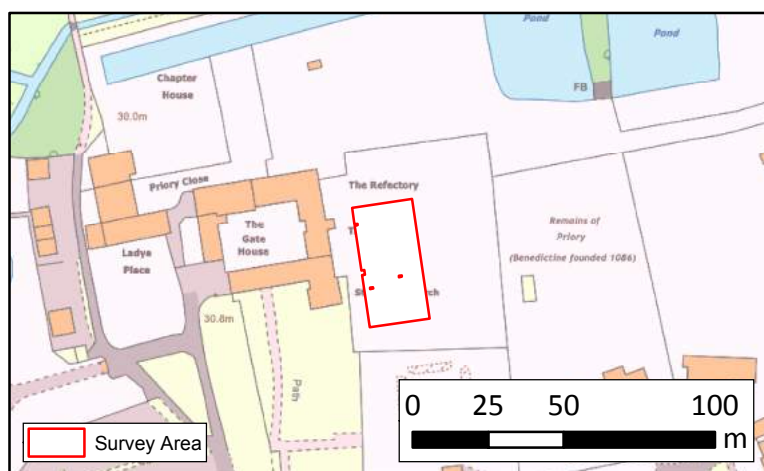 Pond
Pond
Chapter
House
FB
30.0m
Priory Close
The Refectory
The
Gate
House
Remains of
Priory
(Benedictine founded 1086)
Ladye
Place
30.8m
Path
0 25 50 100
m
Survey Area